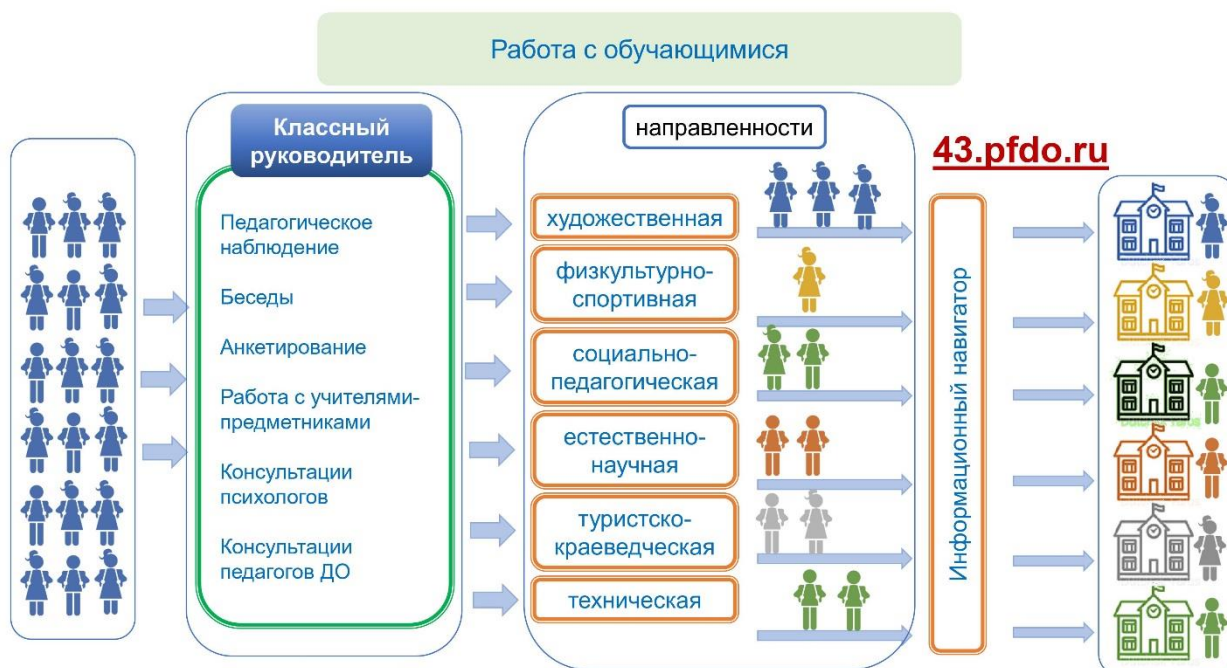 Работа с обучающимися
Классный
руководитель
Педагогическое
наблюдение
Беседы
Анкетирование
Работа с учителями-
предметниками
Консультации
психологов
Консультации
педагогов ДО
направленности
художественная
физкультурно-
спортивная
социально-
педагогическая
естественно-
научная
туристско-
краеведческая
техническая
43.pfdo.ru
Информационный навигатор